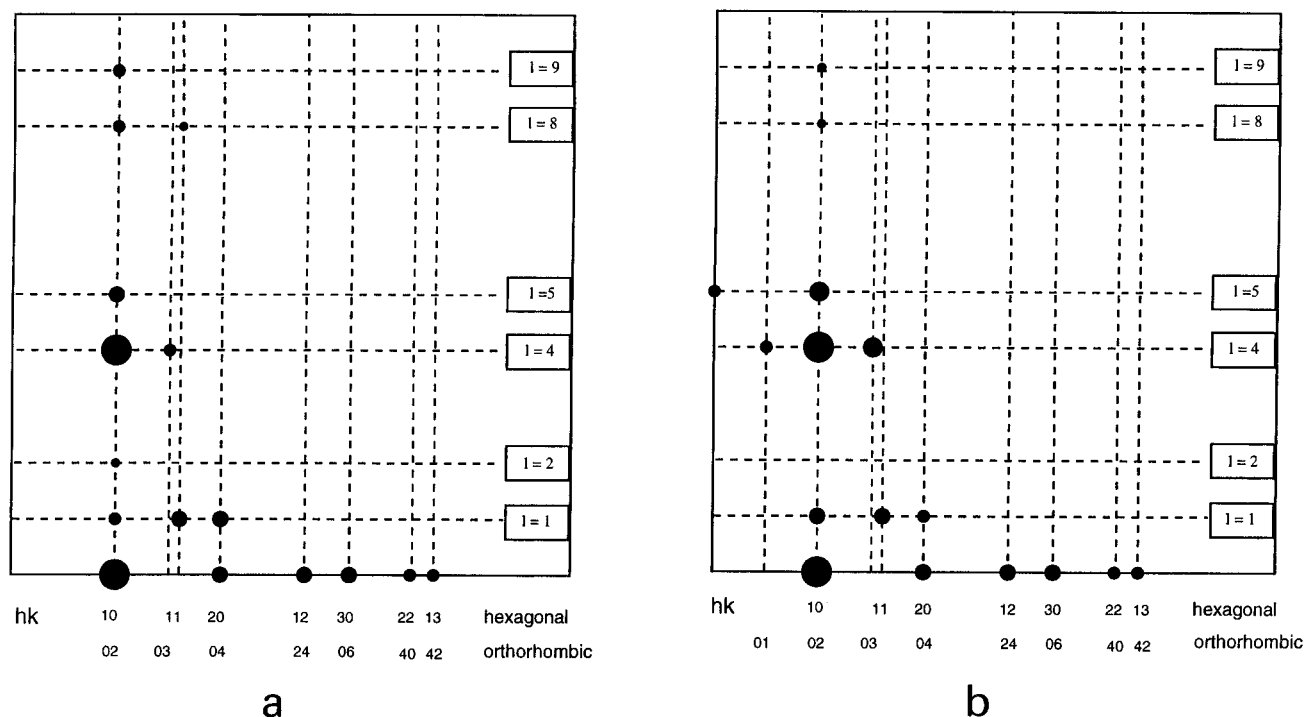 l = 9
l = 8
l =5
l = 4
l = 2
l = 1
hk 10 11 20 12 30 22 13 hexagonal
02 03 04 24 06 40 42 orthorhombic
a
l = 9
l = 8
l =5
l = 4
l = 2
l = 1
hk 10 11 20 12 30 22 13 hexagonal
01 02 03 04 24 06 40 42 orthorhombic
b